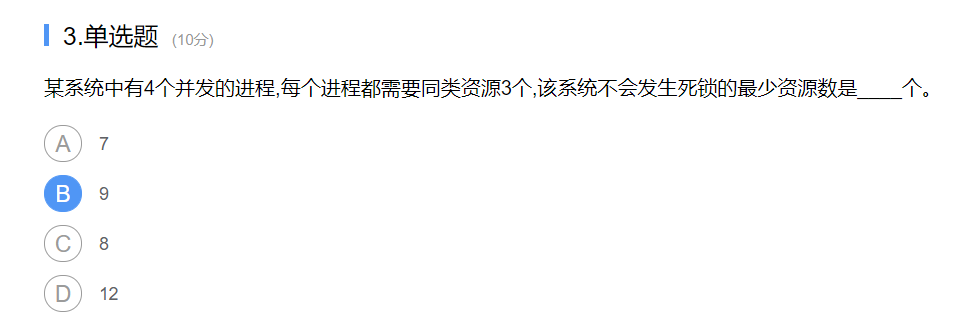 3.单选题 (10分)
某系统中有4个并发的进程,每个进程都需要同类资源3个,该系统不会发生死锁的最少资源数是____个。
A 7
B 9
C 8
D 12